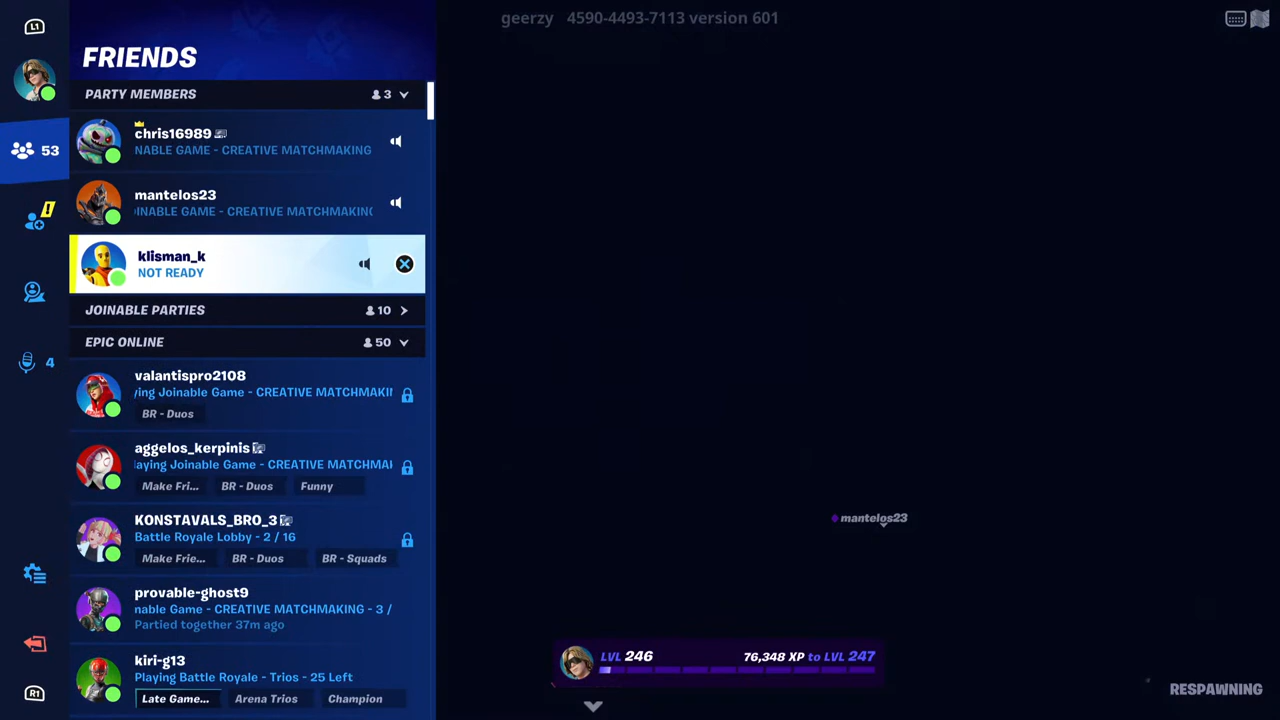 geerzy 4590-4493-7113 version 601
L1
FRIENDS
PARTY MEMBERS 3
chris16989
NABLE GAME - CREATIVE MATCHMAKING
53
mantelos23
INABLE GAME - CREATIVE MATCHMAKING
klisman_k
NOT READY
JOINABLE PARTIES 10
EPIC ONLINE 50
4
valantispro2108
ying Joinable Game - CREATIVE MATCHMAKI
BR - Duos
aggelos_kerpinis
laying Joinable Game - CREATIVE MATCHMA
Make Fri... BR - Duos Funny
KONSTAVALS_BRO_3
Battle Royale Lobby - 2 / 16
Make Frie... BR - Duos BR - Squads
provable-ghost9
nable Game - CREATIVE MATCHMAKING - 3 /
Partied together 37m ago
kiri-g13
Playing Battle Royale - Trios - 25 Left
Late Game... Arena Trios Champion
R1
mantelos23
LVL 246 76,348 XP to LVL 247
RESPAWNING